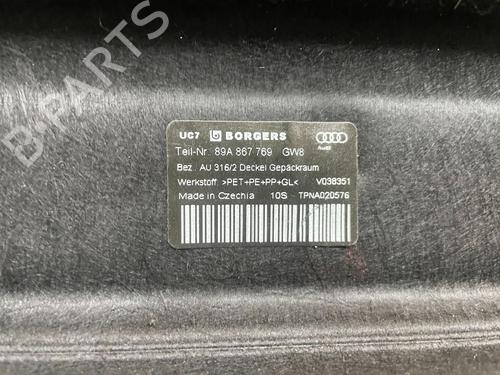 UC7 BORGERS Audi
Teil-Nr. 89A 867 769 GW8
Bez. AU 316/2 Deckel Gepäckraum
Werkstoff >PET+PE+PP+GL< V038351
Made in Czechia 10S TPNA020576
B-PARTS